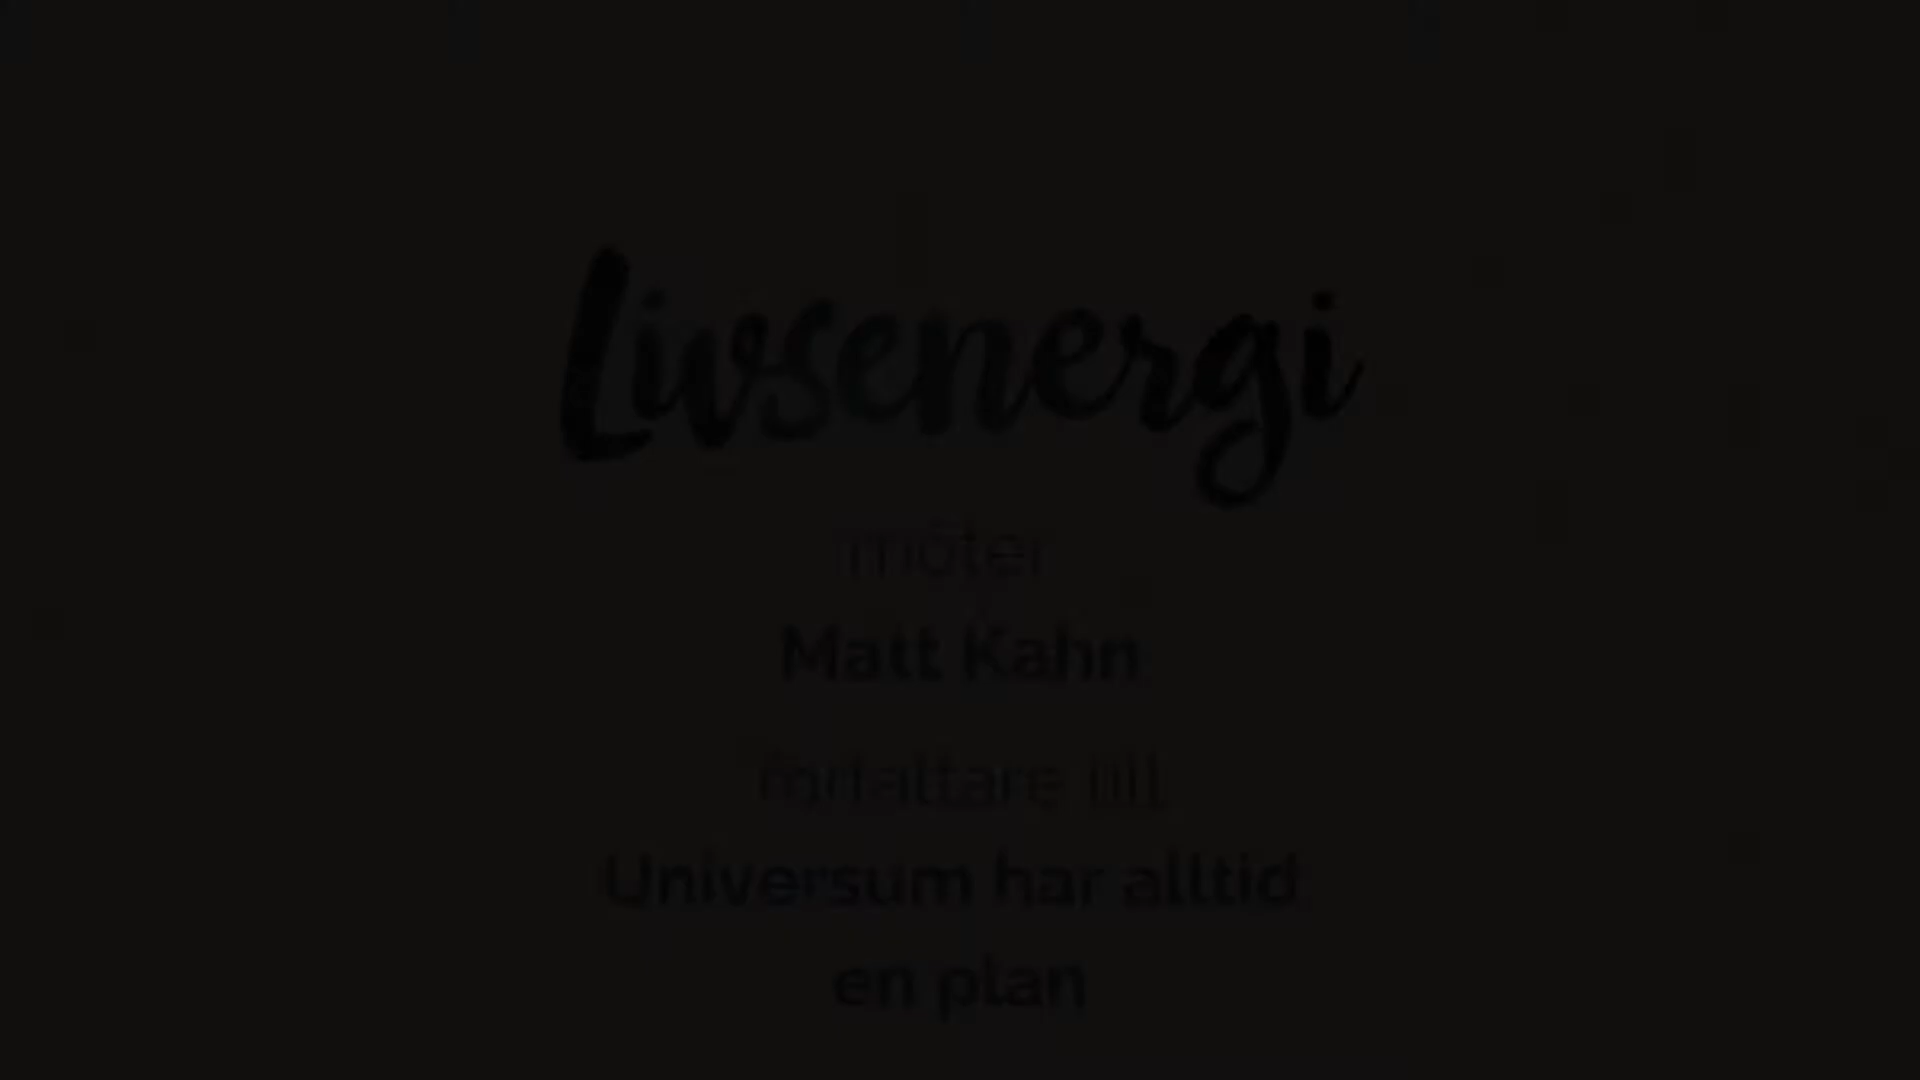 Livsenergi
möter
Matt Kahn
författare till
Universum har alltid
en plan